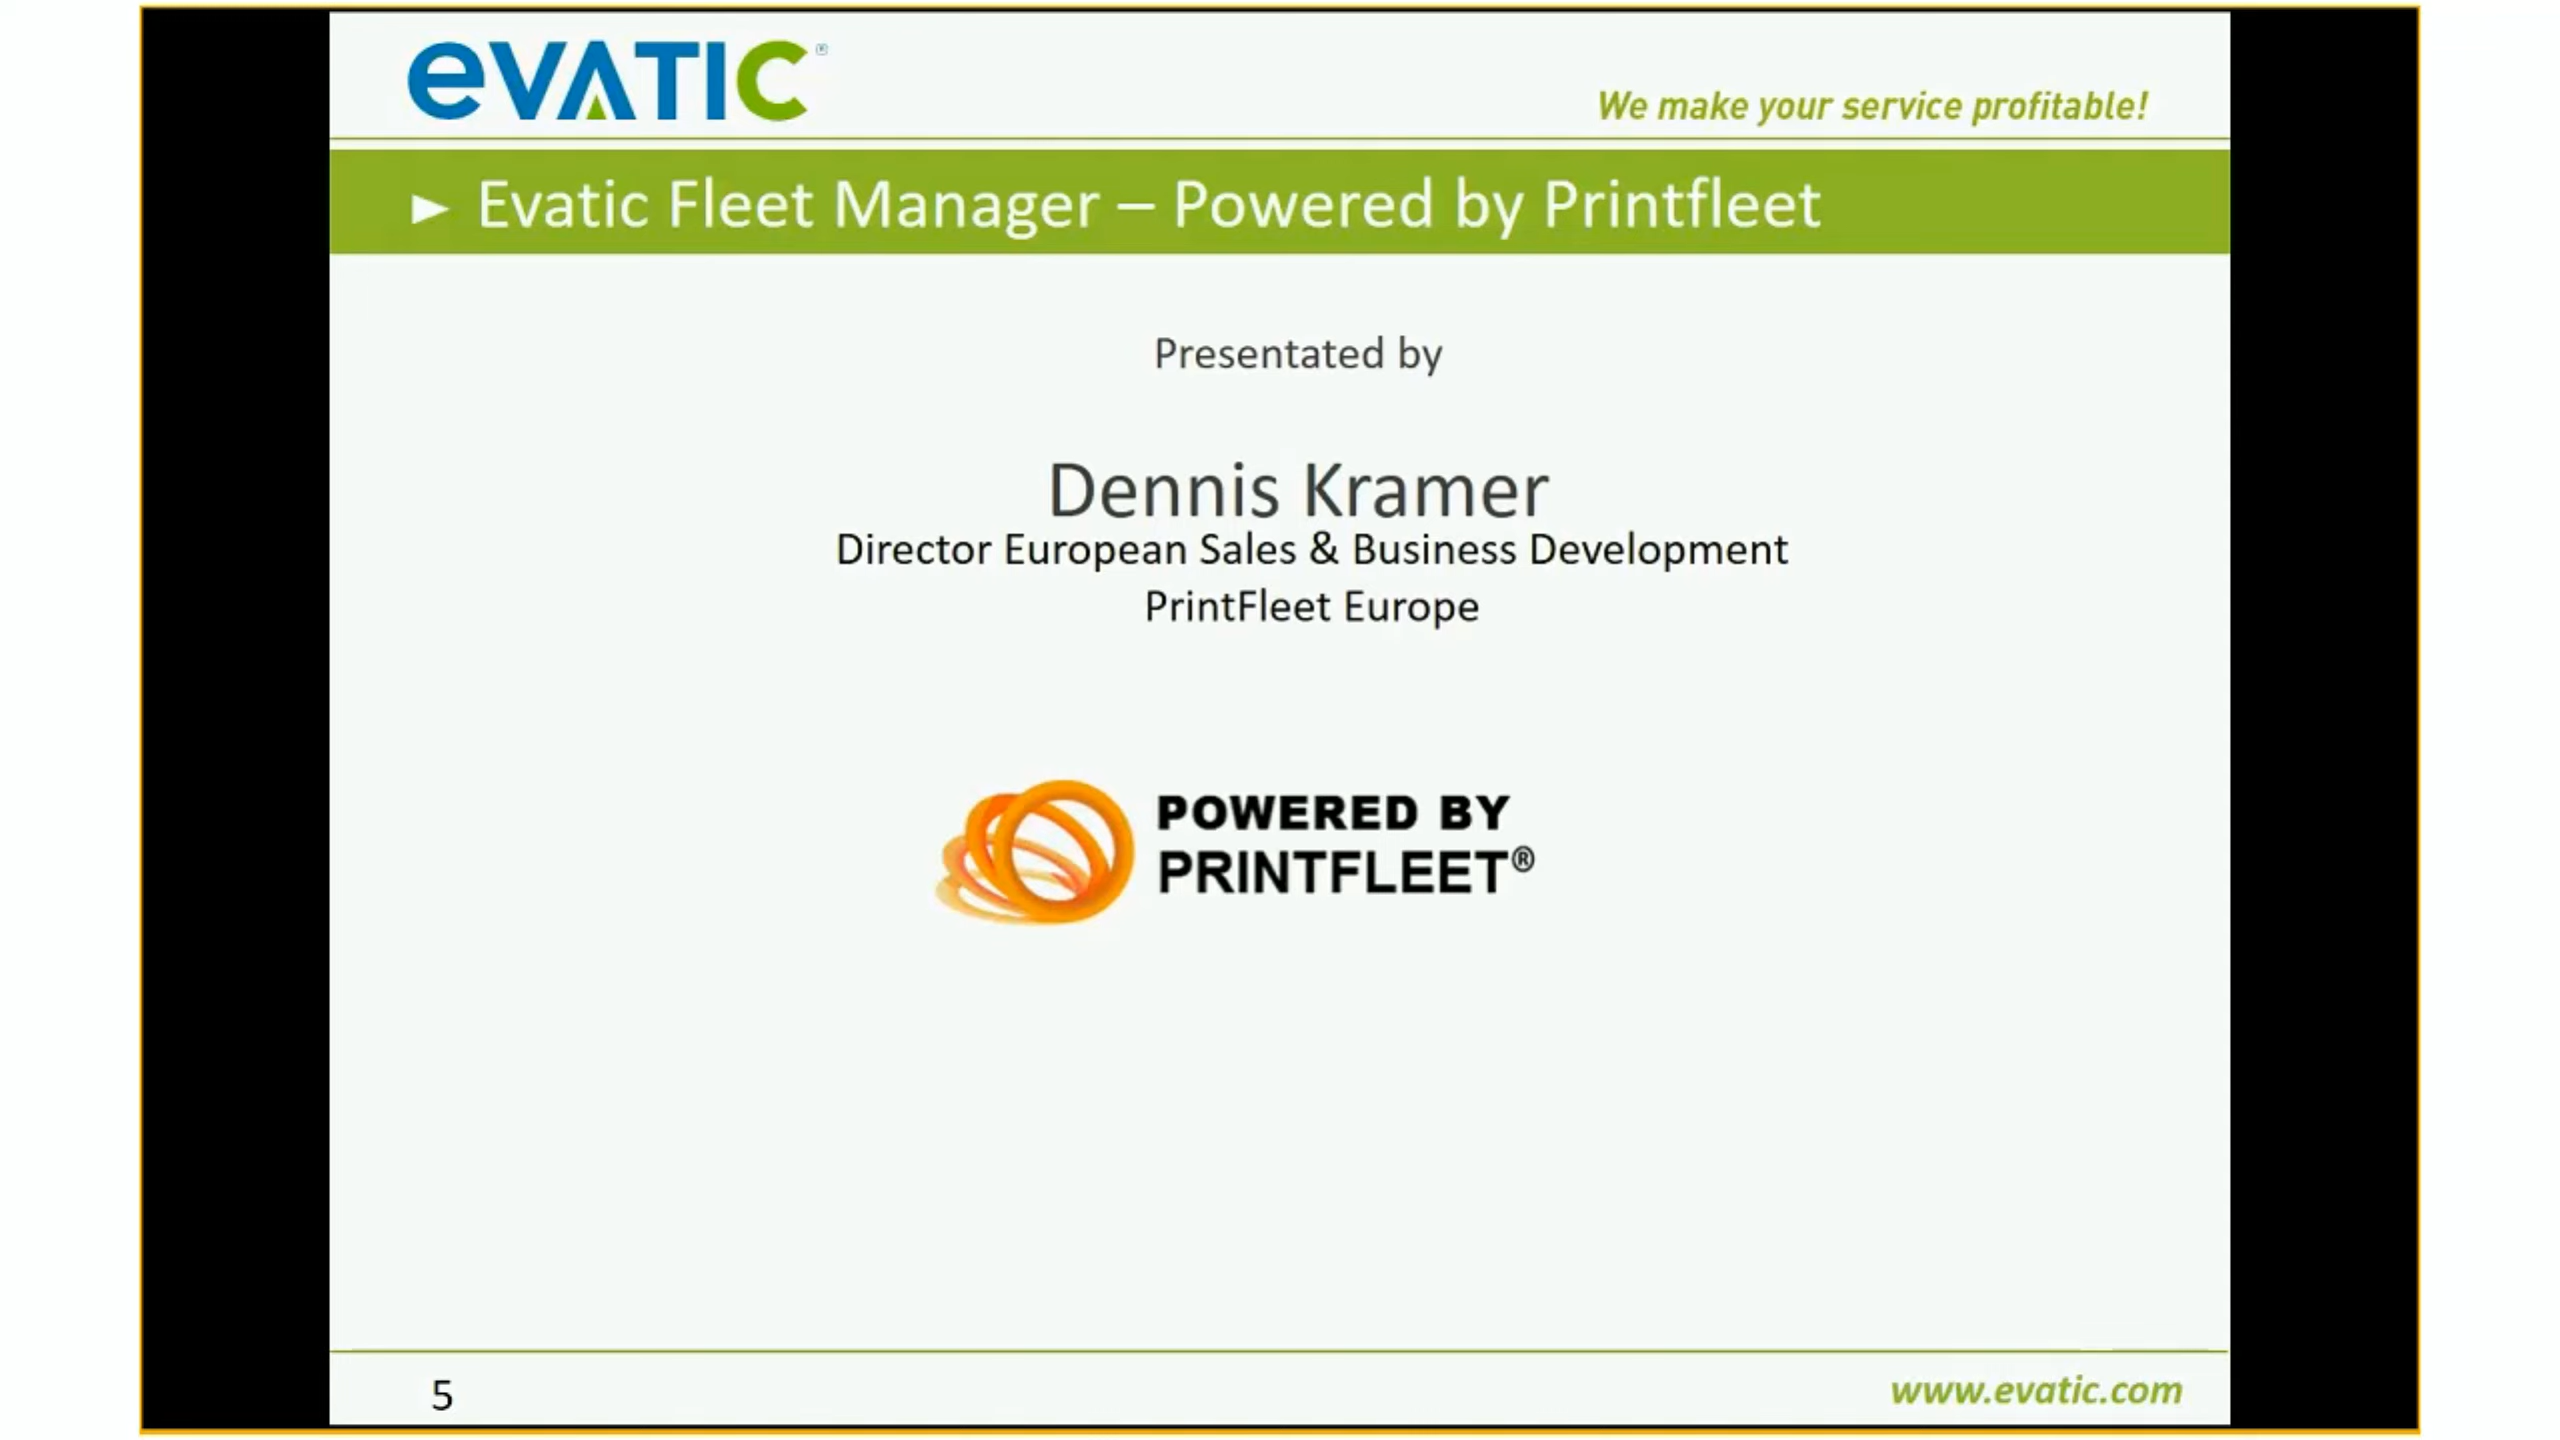 eVATIC®
We make your service profitable!
► Evatic Fleet Manager – Powered by Printfleet
Presentated by
Dennis Kramer
Director European Sales & Business Development
PrintFleet Europe
POWERED BY
PRINTFLEET®
5
www.evatic.com